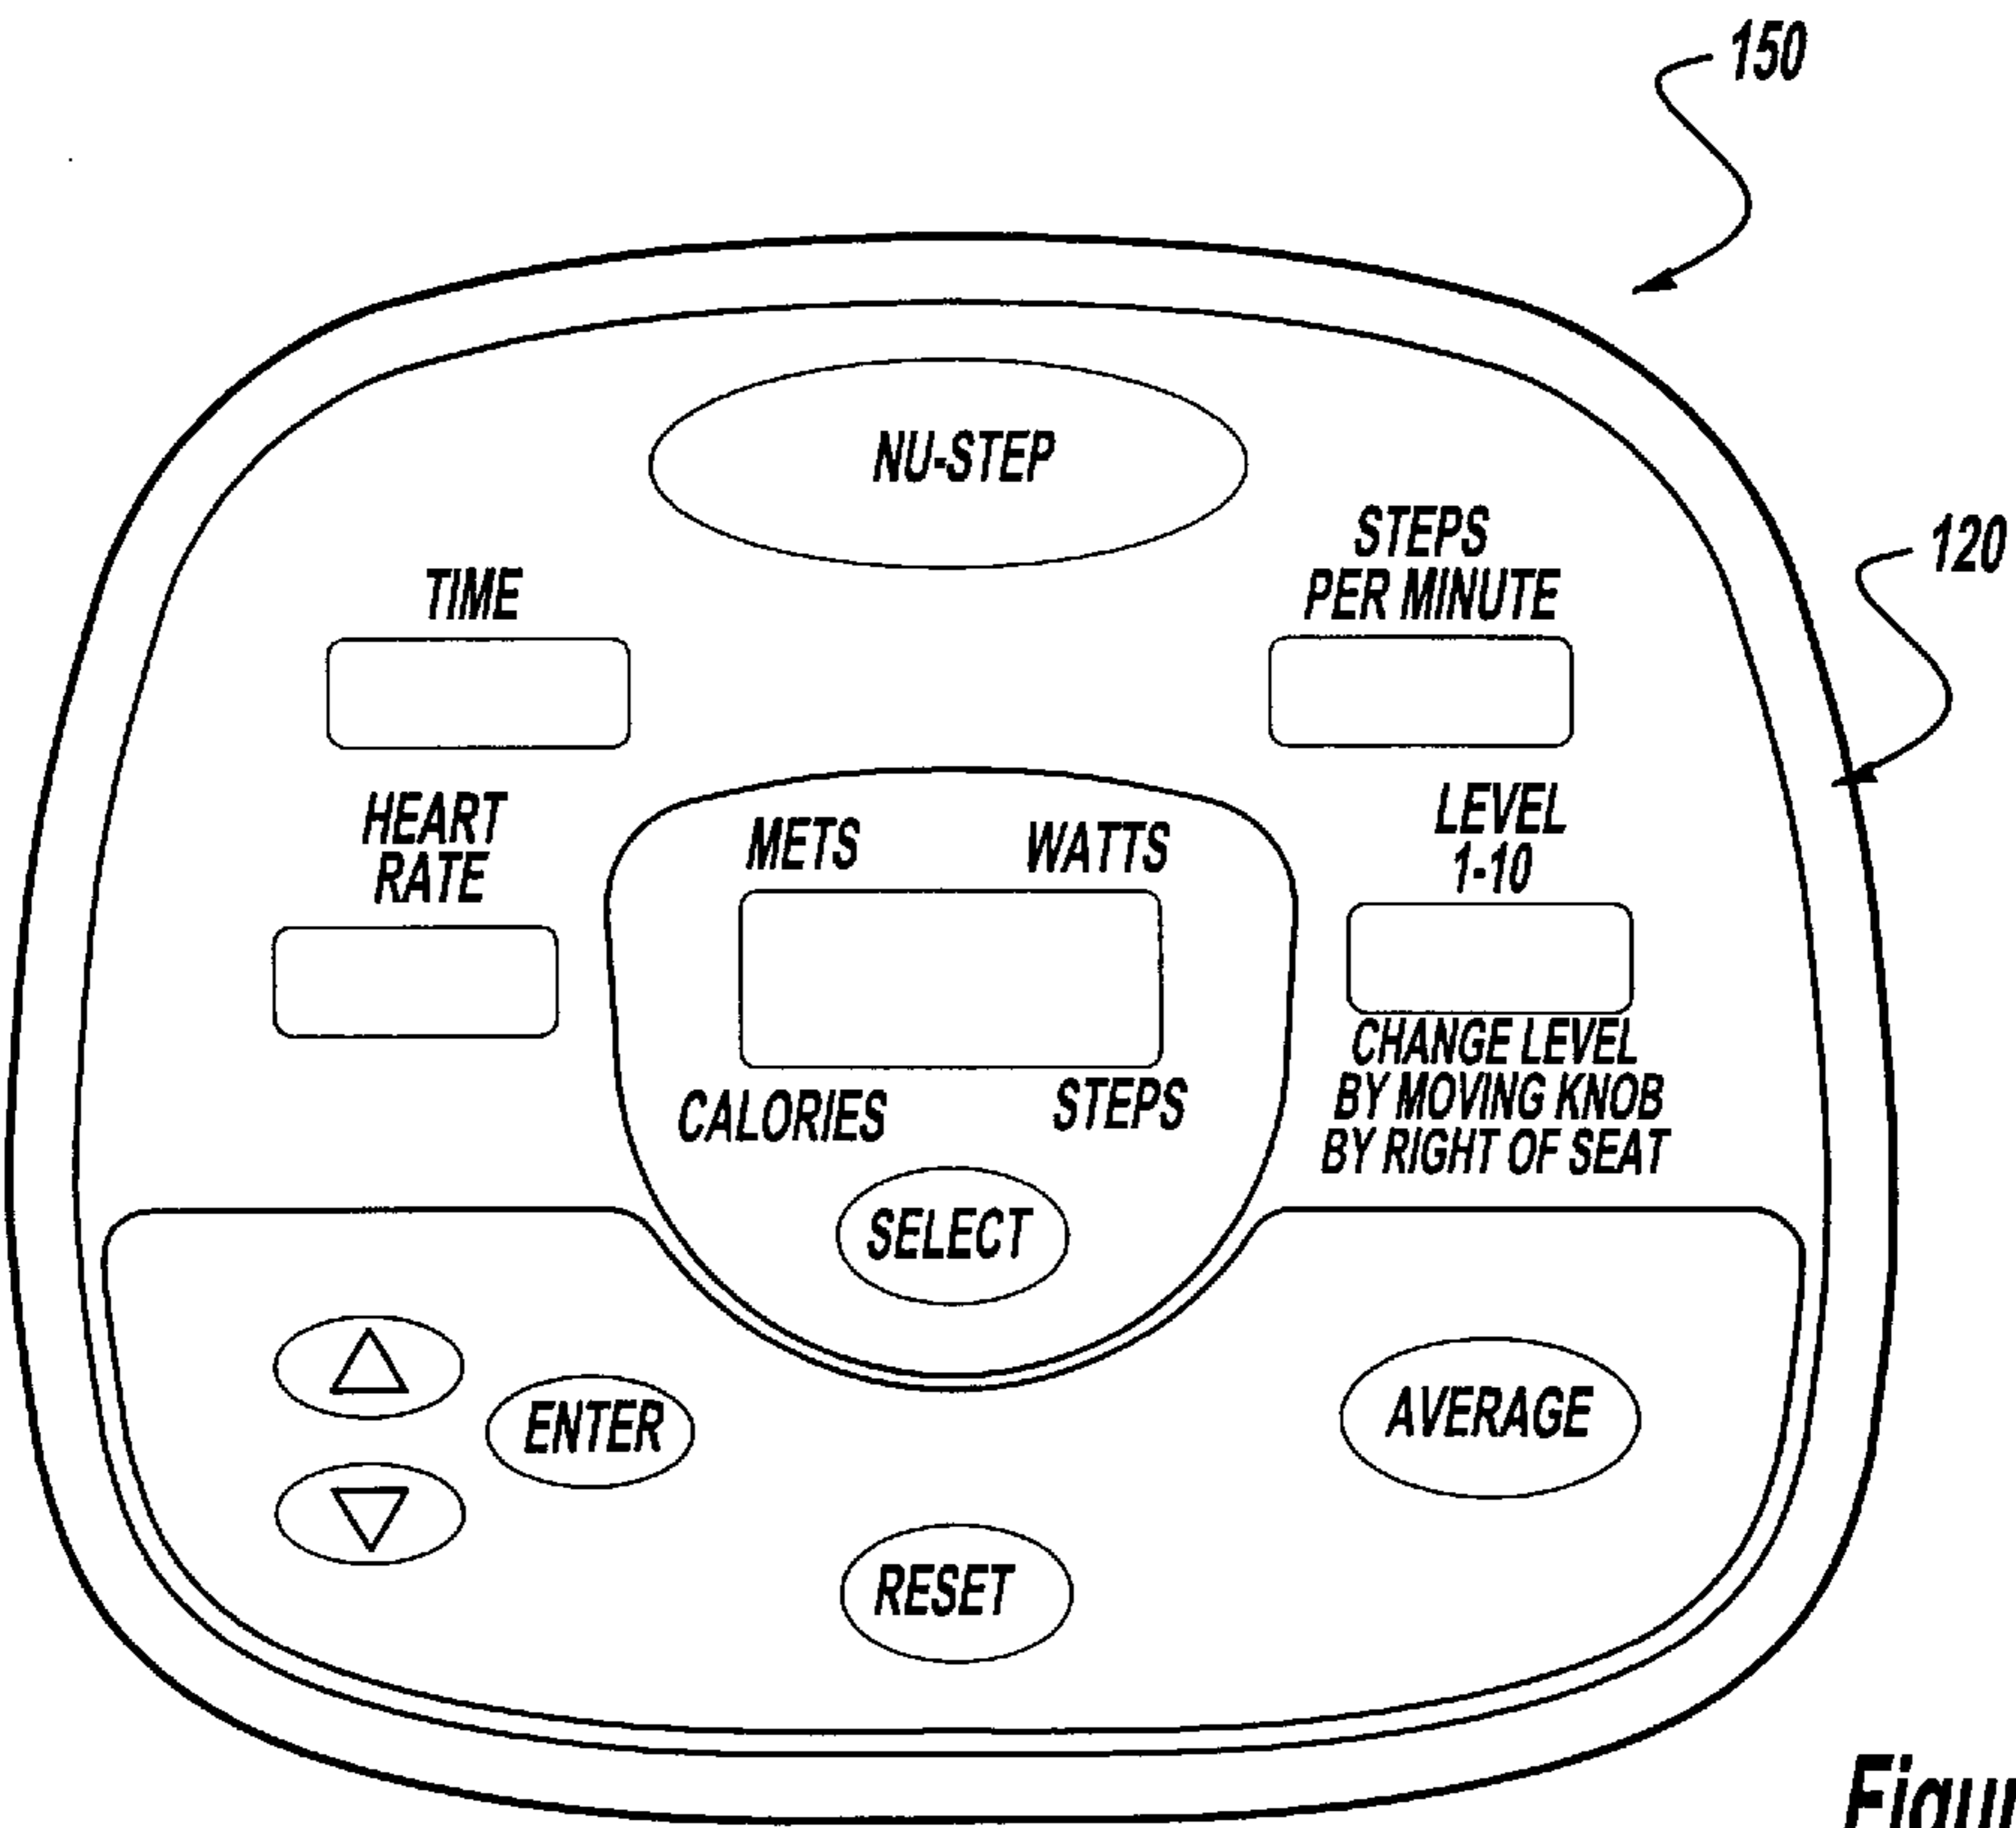 150
NU-STEP
120
TIME
STEPS
PER MINUTE
HEART
RATE
METS
WATTS
LEVEL
1-10
CALORIES
STEPS
CHANGE LEVEL
BY MOVING KNOB
BY RIGHT OF SEAT
SELECT
ENTER
AVERAGE
RESET